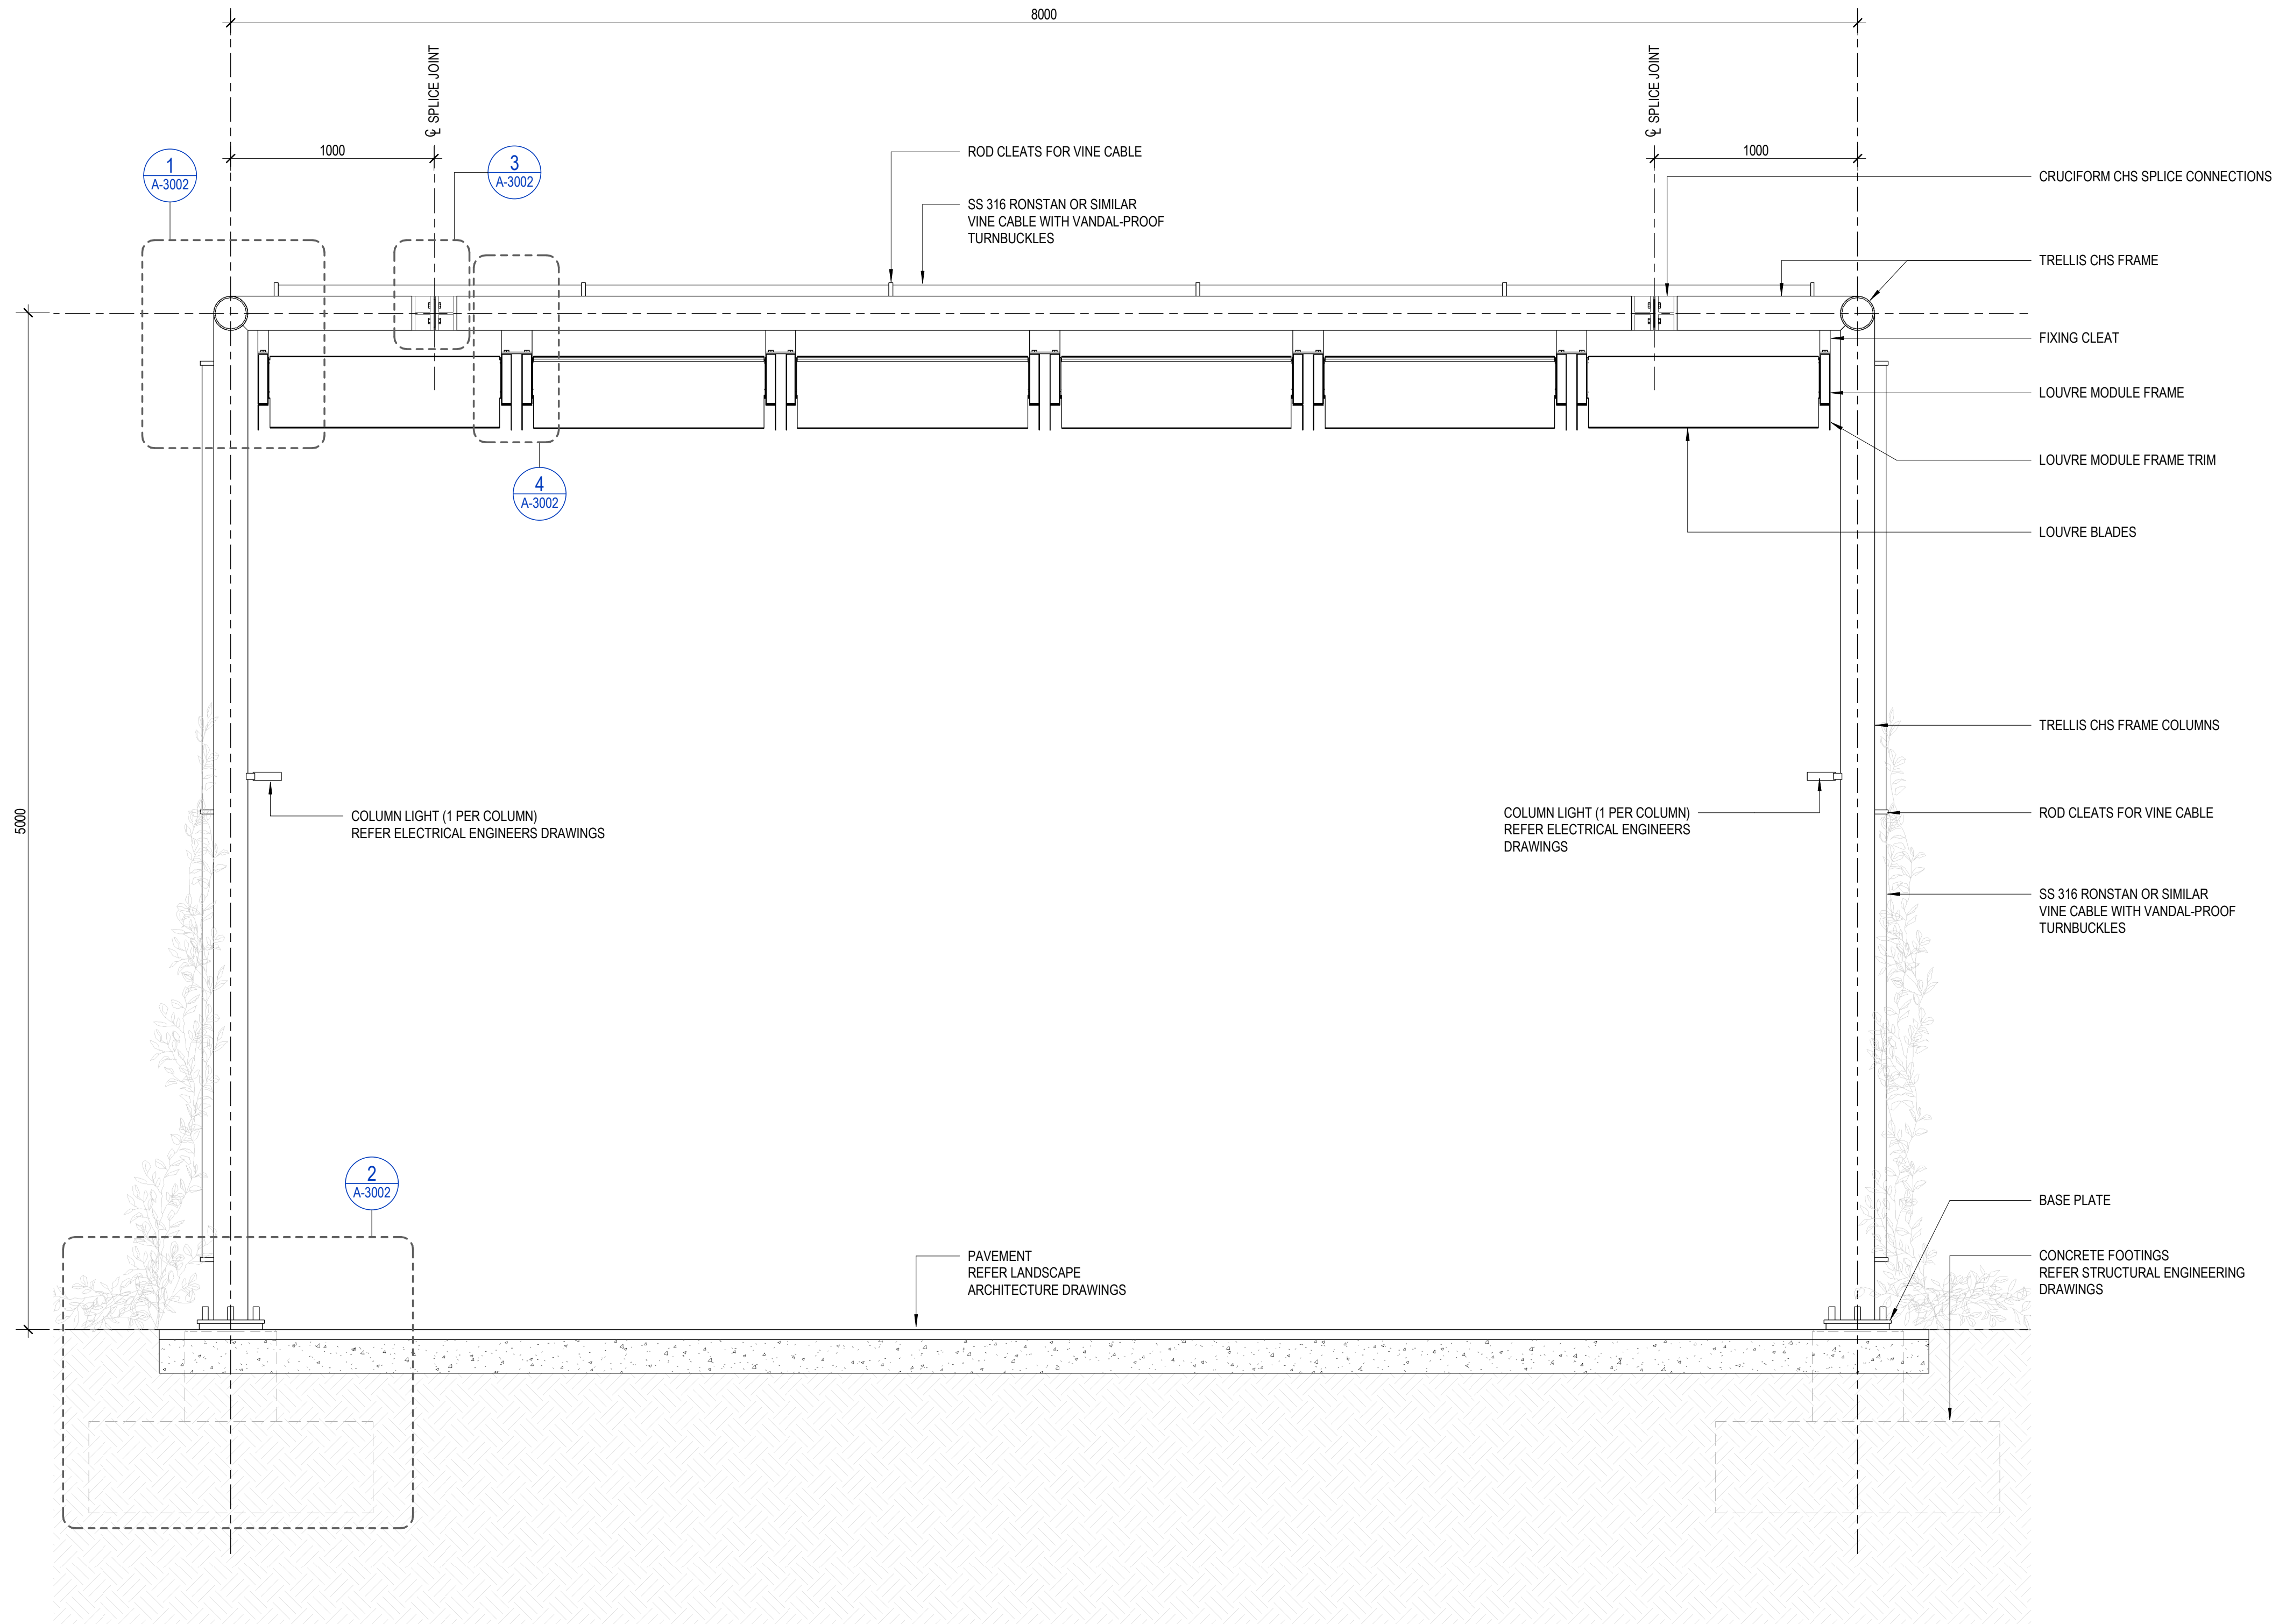 8000
℄ SPLICE JOINT
℄ SPLICE JOINT
1000
1000
1
A-3002
3
A-3002
ROD CLEATS FOR VINE CABLE
SS 316 RONSTAN OR SIMILAR
VINE CABLE WITH VANDAL-PROOF
TURNBUCKLES
CRUCIFORM CHS SPLICE CONNECTIONS
TRELLIS CHS FRAME
FIXING CLEAT
LOUVRE MODULE FRAME
LOUVRE MODULE FRAME TRIM
4
A-3002
LOUVRE BLADES
TRELLIS CHS FRAME COLUMNS
5000
COLUMN LIGHT (1 PER COLUMN)
REFER ELECTRICAL ENGINEERS DRAWINGS
COLUMN LIGHT (1 PER COLUMN)
REFER ELECTRICAL ENGINEERS
DRAWINGS
ROD CLEATS FOR VINE CABLE
SS 316 RONSTAN OR SIMILAR
VINE CABLE WITH VANDAL-PROOF
TURNBUCKLES
2
A-3002
BASE PLATE
PAVEMENT
REFER LANDSCAPE
ARCHITECTURE DRAWINGS
CONCRETE FOOTINGS
REFER STRUCTURAL ENGINEERING
DRAWINGS